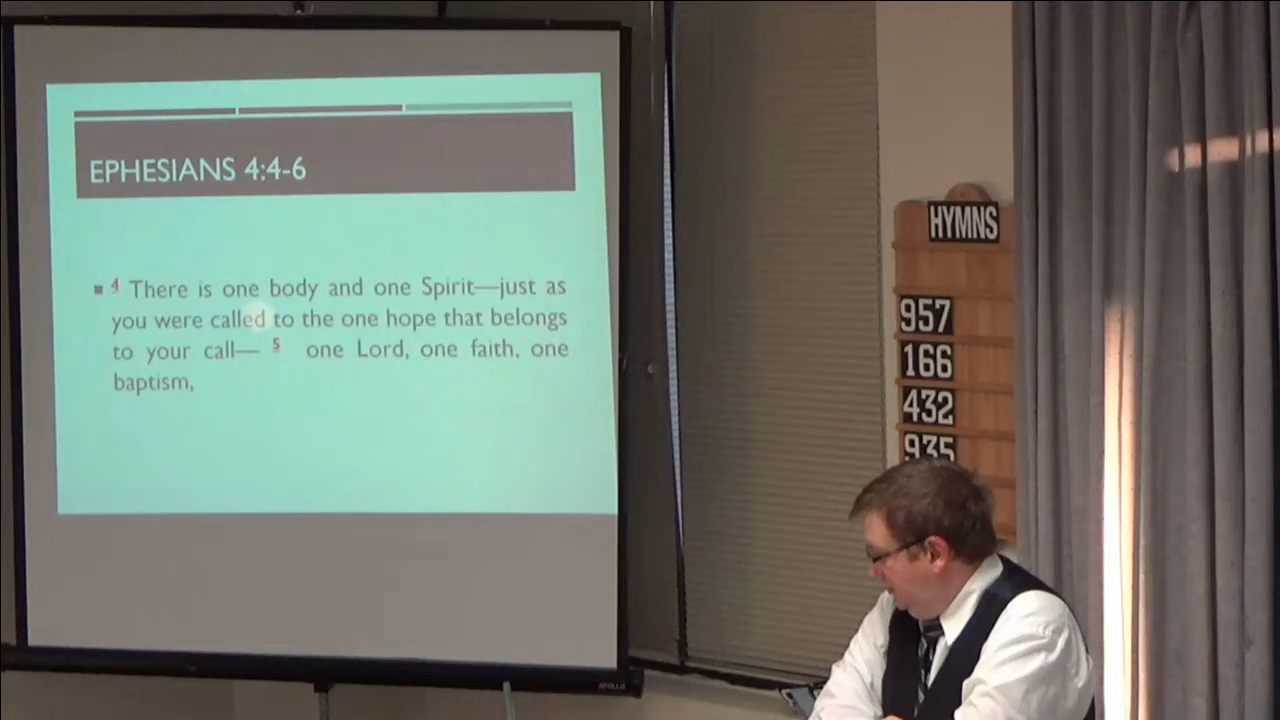 EPHESIANS 4:4-6
4 There is one body and one Spirit—just as
you were called to the one hope that belongs
to your call— 5 one Lord, one faith, one
baptism,
HYMNS
957
166
432
935
APOLLO